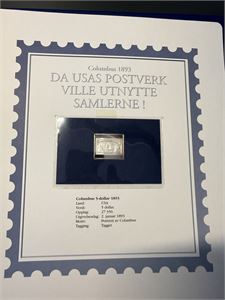 Columbus 1893
DA USAS POSTVERK
VILLE UTNYTTE
SAMLERNE !
Columbus 5-dollar 1893
Land: USA
Verdi: 5 dollar
Opplag: 27 350
Utgivelsesdag: 2. januar 1893
Motiv: Portrett av Columbus
Tagging: Tagget